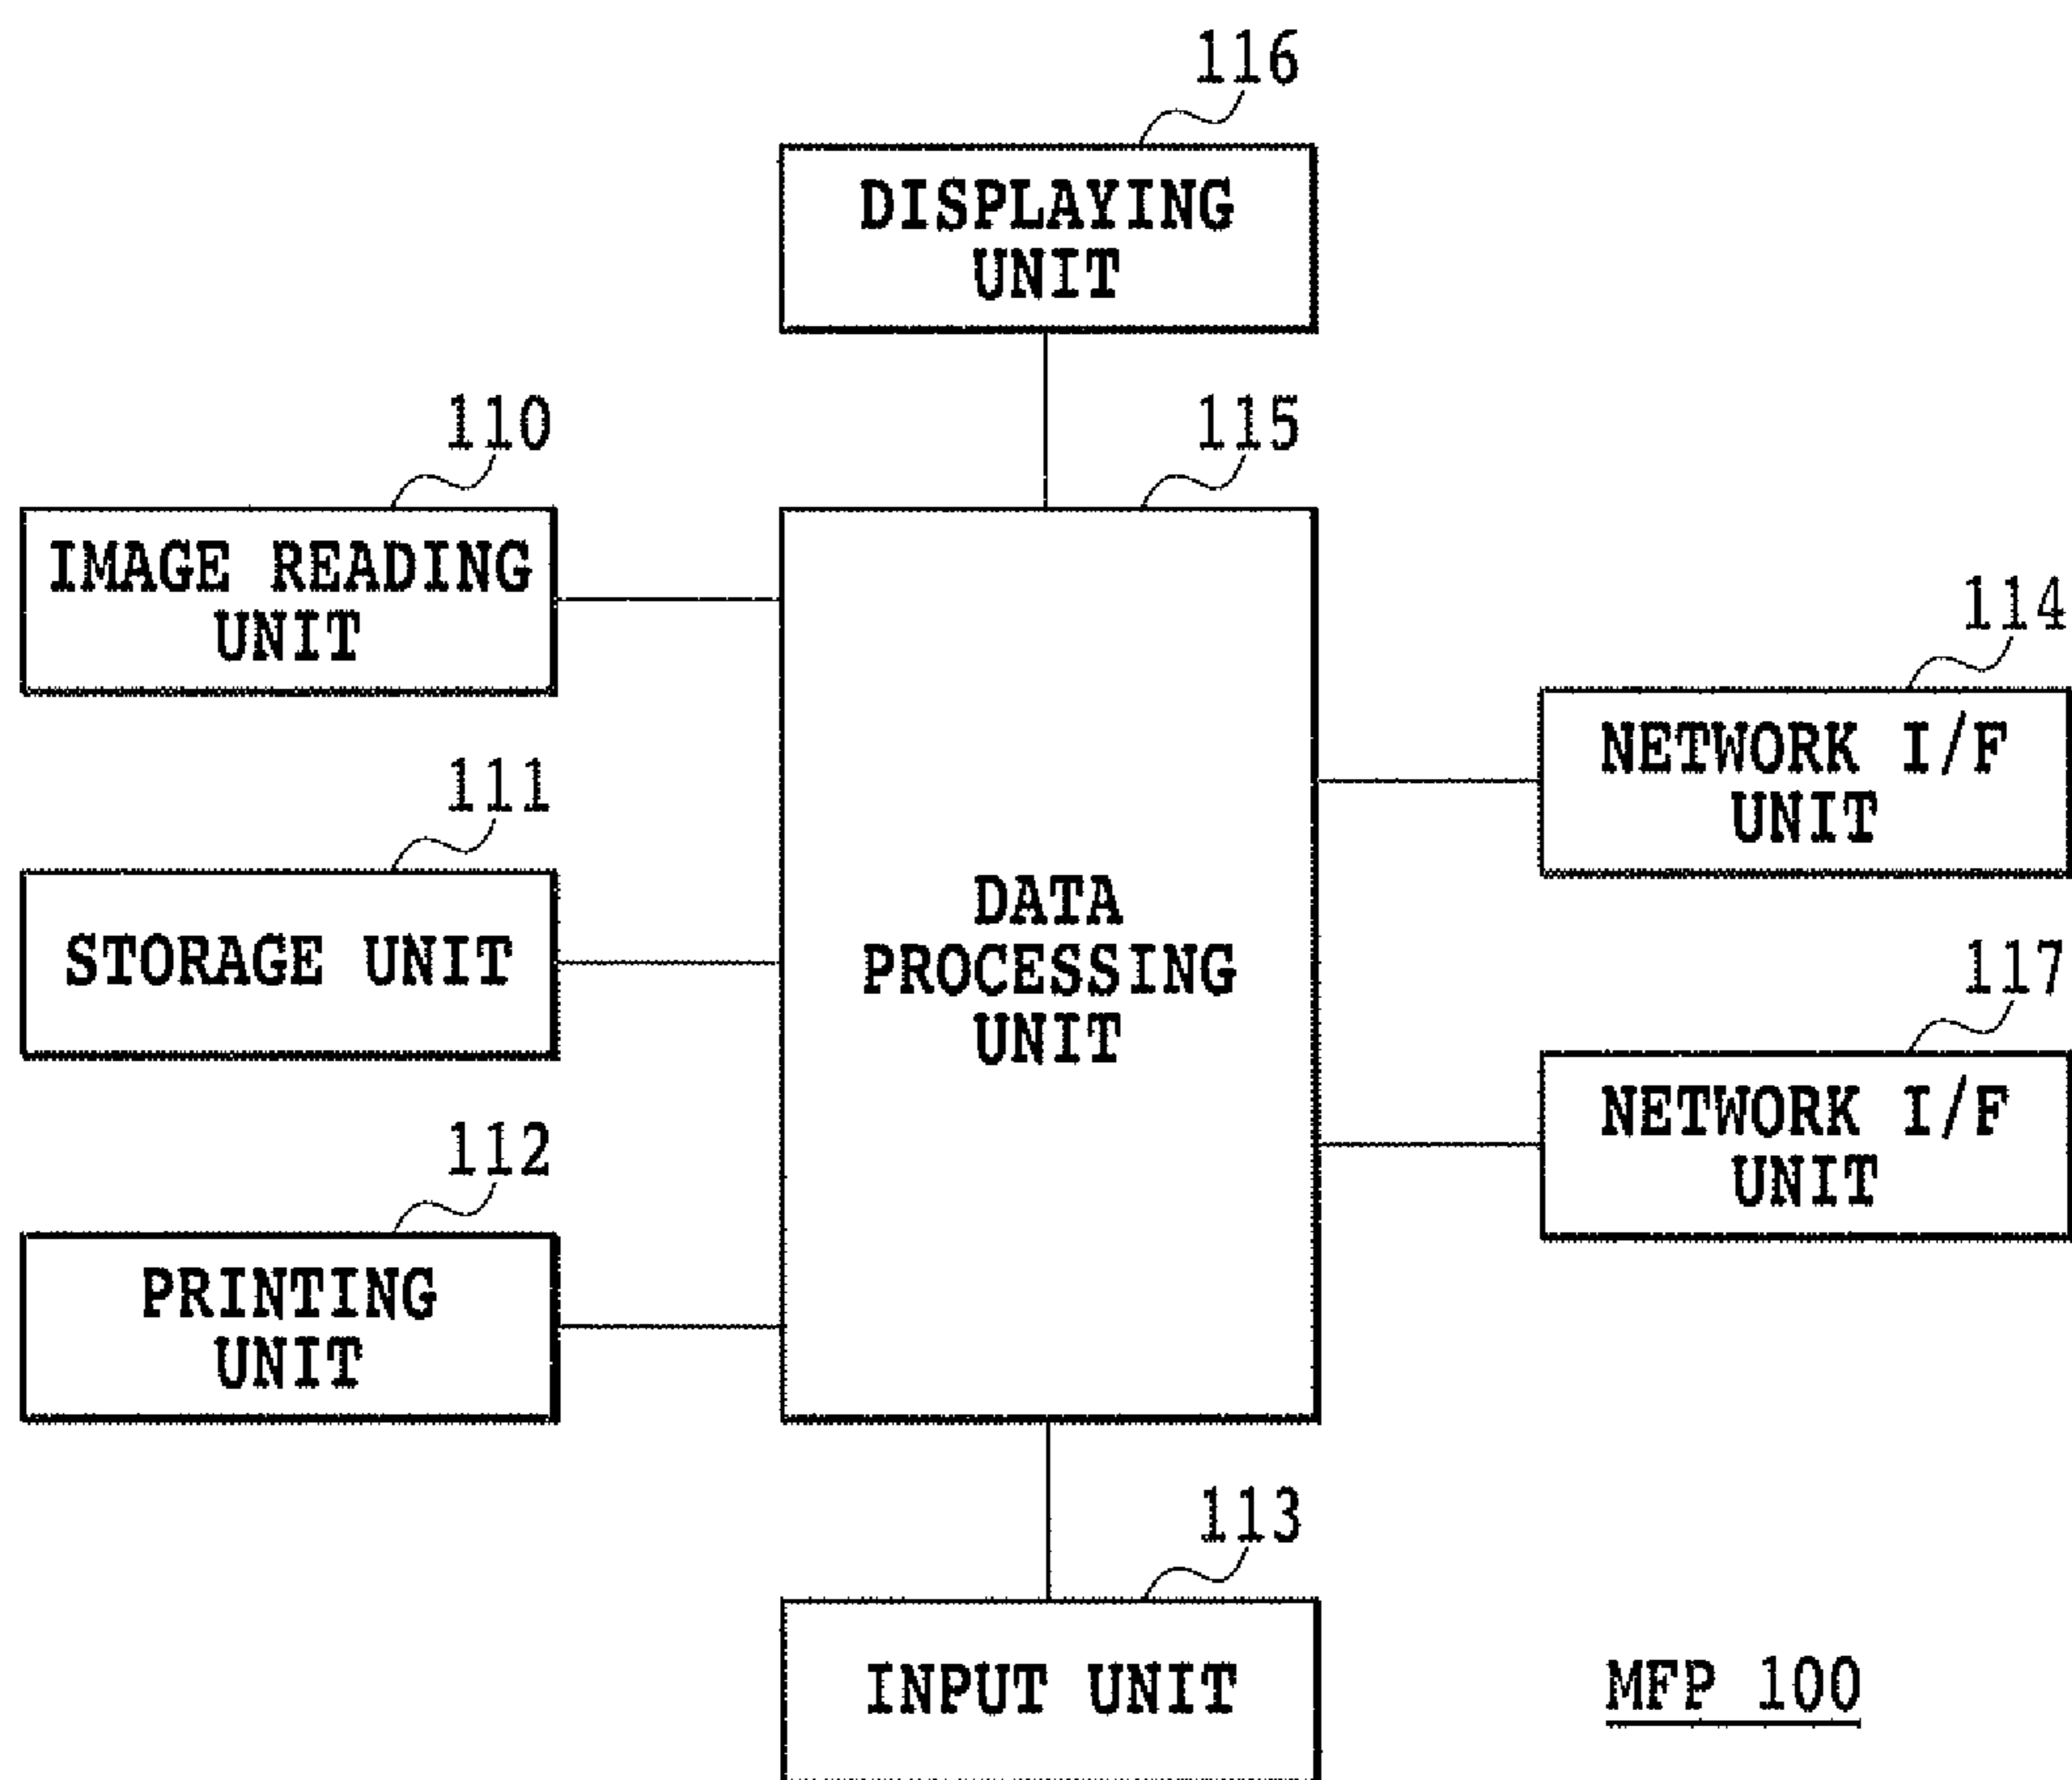 116
DISPLAYING
UNIT
110
115
IMAGE READING
UNIT
114
NETWORK I/F
UNIT
111
STORAGE UNIT
DATA
PROCESSING
UNIT
117
NETWORK I/F
UNIT
112
PRINTING
UNIT
113
INPUT UNIT
MFP 100